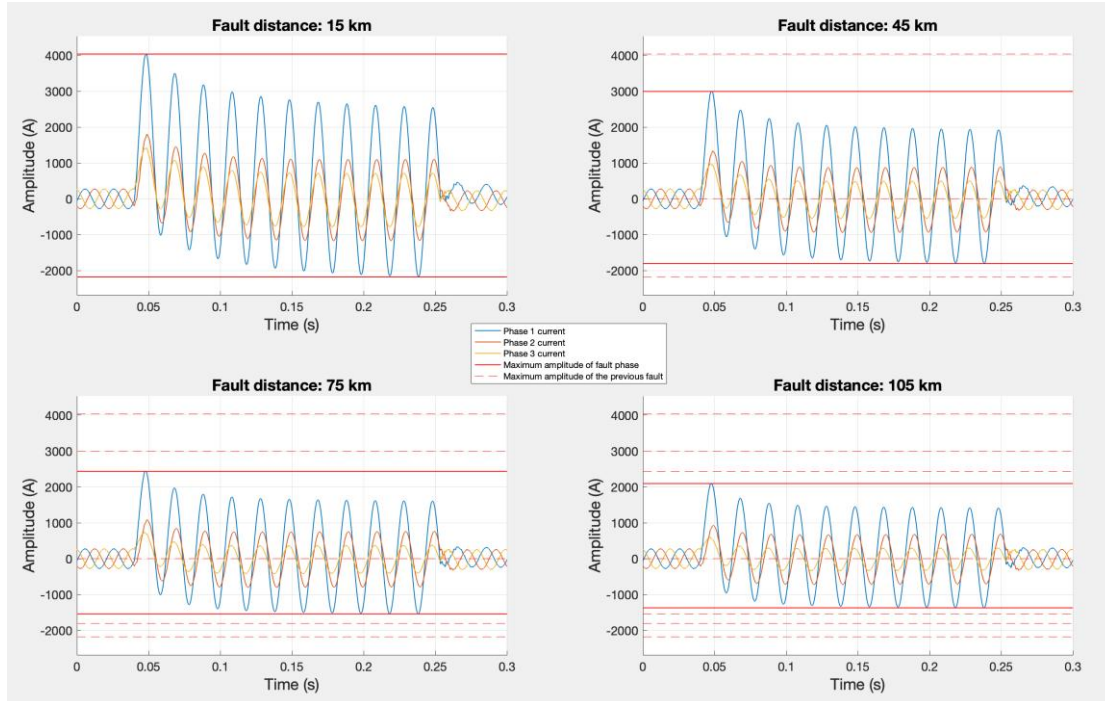 Fault distance: 15 km
Amplitude (A)
4000
3000
2000
1000
0
-1000
-2000
0 0.05 0.1 0.15 0.2 0.25 0.3
Time (s)
Fault distance: 45 km
Amplitude (A)
4000
3000
2000
1000
0
-1000
-2000
0 0.05 0.1 0.15 0.2 0.25 0.3
Time (s)
Phase 1 current
Phase 2 current
Phase 3 current
Maximum amplitude of fault phase
Maximum amplitude of the previous fault
Fault distance: 75 km
Amplitude (A)
4000
3000
2000
1000
0
-1000
-2000
0 0.05 0.1 0.15 0.2 0.25 0.3
Time (s)
Fault distance: 105 km
Amplitude (A)
4000
3000
2000
1000
0
-1000
-2000
0 0.05 0.1 0.15 0.2 0.25 0.3
Time (s)